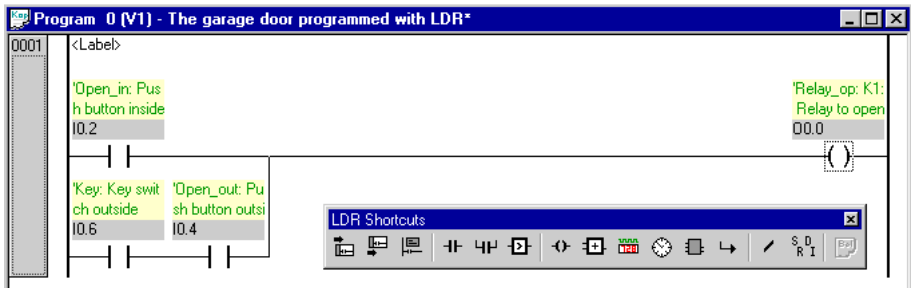 Program 0 (V1) - The garage door programmed with LDR*
0001
<Label>
'Open_in: Pus
h button inside
I0.2
'Relay_op: K1:
Relay to open
O0.0
'Key: Key swit
ch outside
I0.6
'Open_out: Pu
sh button outsi
I0.4
LDR Shortcuts
S D
R I